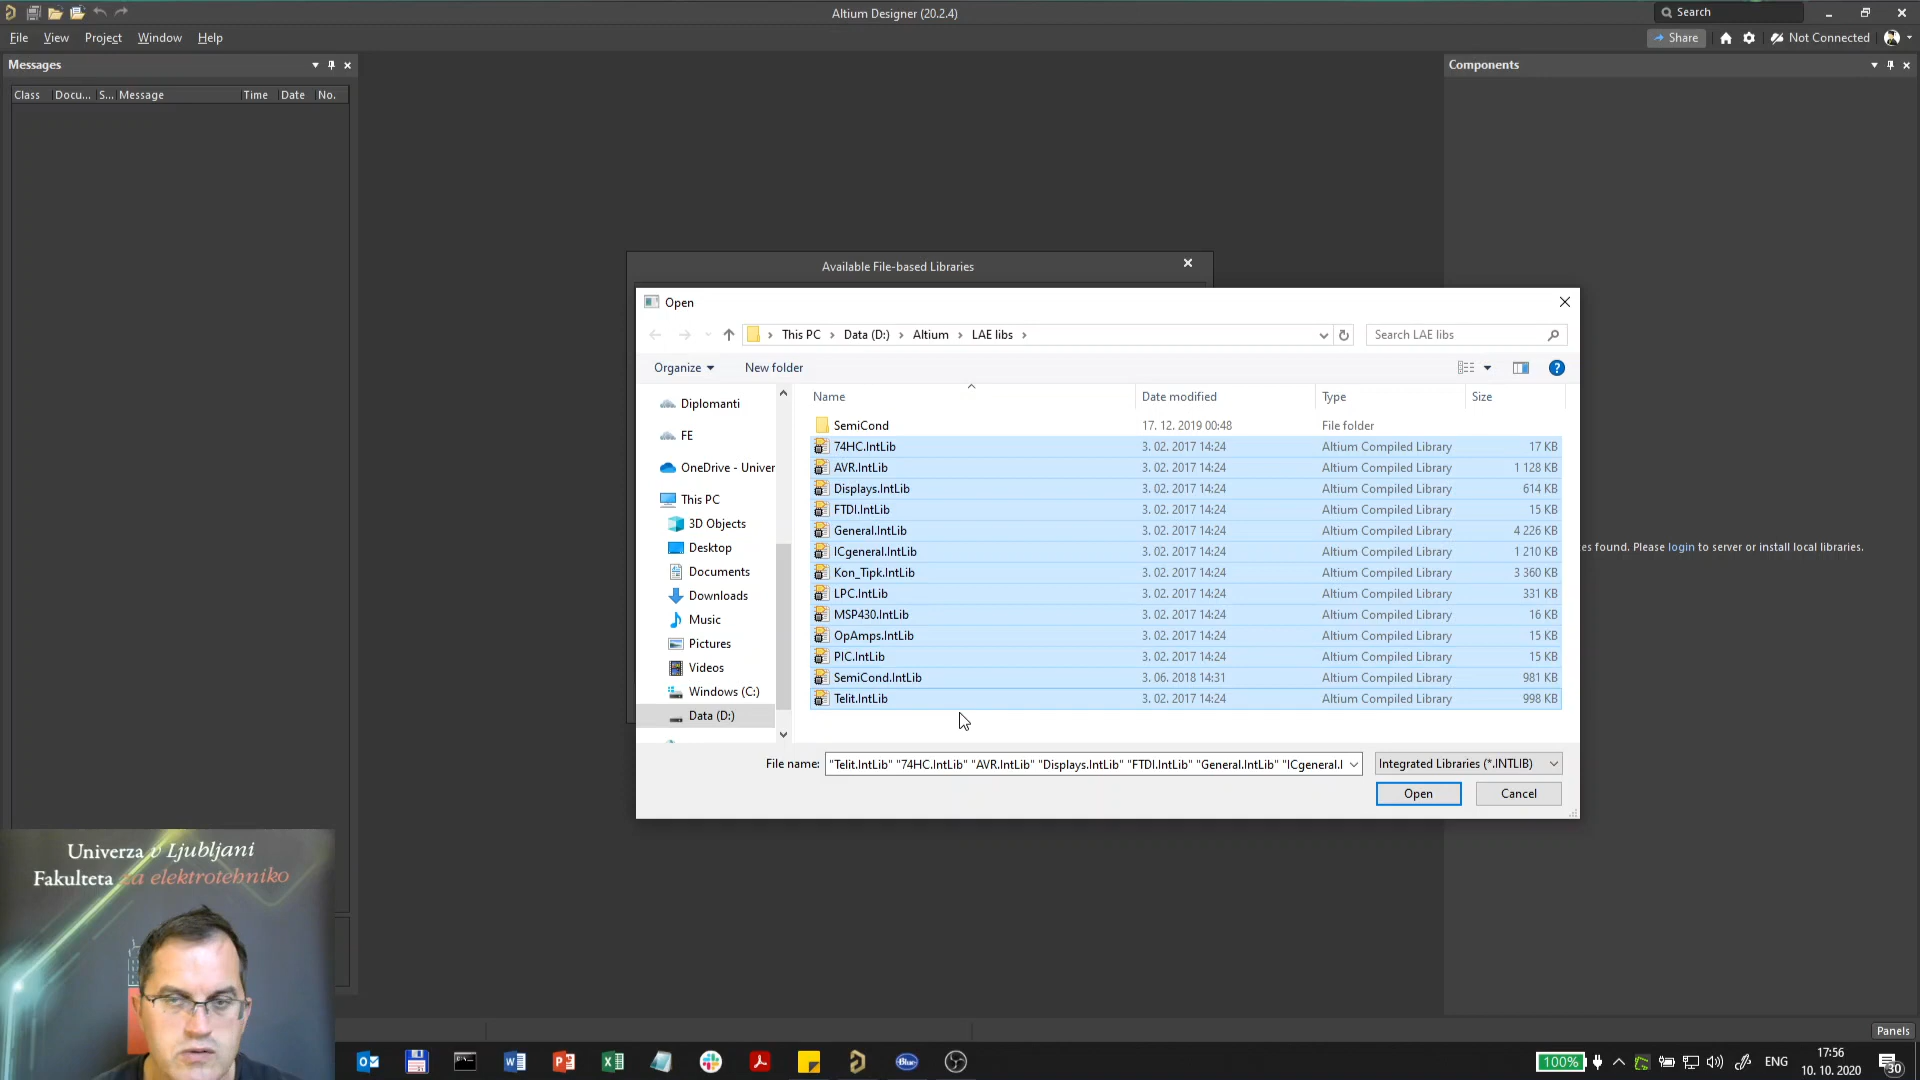 Altium Designer (20.2.4)
Search
File View Project Window Help
Share
Not Connected
Messages
Components
Class Docu... S... Message Time Date No.
Available File-based Libraries
Open
This PC > Data (D:) > Altium > LAE libs >
Search LAE libs
Organize
New folder
Name Date modified Type Size
Diplomanti
FE
OneDrive - Univer
This PC
3D Objects
Desktop
Documents
Downloads
Music
Pictures
Videos
Windows (C:)
Data (D:)
SemiCond 17. 12. 2019 00:48 File folder
74HC.IntLib 3. 02. 2017 14:24 Altium Compiled Library 17 KB
AVR.IntLib 3. 02. 2017 14:24 Altium Compiled Library 1 128 KB
Displays.IntLib 3. 02. 2017 14:24 Altium Compiled Library 614 KB
FTDI.IntLib 3. 02. 2017 14:24 Altium Compiled Library 15 KB
General.IntLib 3. 02. 2017 14:24 Altium Compiled Library 4 226 KB
ICgeneral.IntLib 3. 02. 2017 14:24 Altium Compiled Library 1 210 KB
Kon_Tipk.IntLib 3. 02. 2017 14:24 Altium Compiled Library 3 360 KB
LPC.IntLib 3. 02. 2017 14:24 Altium Compiled Library 331 KB
MSP430.IntLib 3. 02. 2017 14:24 Altium Compiled Library 16 KB
OpAmps.IntLib 3. 02. 2017 14:24 Altium Compiled Library 15 KB
PIC.IntLib 3. 02. 2017 14:24 Altium Compiled Library 15 KB
SemiCond.IntLib 3. 06. 2018 14:31 Altium Compiled Library 981 KB
Telit.IntLib 3. 02. 2017 14:24 Altium Compiled Library 998 KB
es found. Please login to server or install local libraries.
File name: "Telit.IntLib" "74HC.IntLib" "AVR.IntLib" "Displays.IntLib" "FTDI.IntLib" "General.IntLib" "ICgeneral.I
Integrated Libraries (*.INTLIB)
Open
Cancel
Univerza v Ljubljani
Fakulteta za elektrotehniko
Panels
100%
ENG
17:56
10. 10. 2020
30
Blue